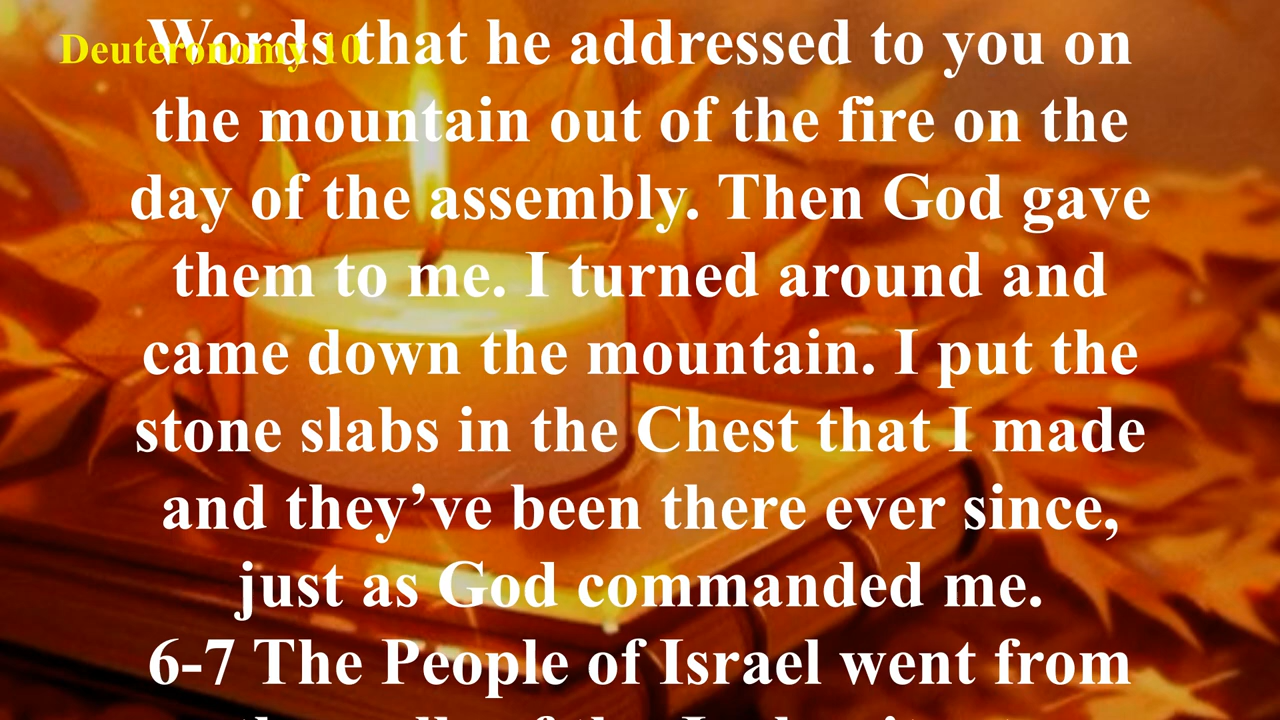 Deuteronomy 10
Words that he addressed to you on
the mountain out of the fire on the
day of the assembly. Then God gave
them to me. I turned around and
came down the mountain. I put the
stone slabs in the Chest that I made
and they’ve been there ever since,
just as God commanded me.
6-7 The People of Israel went from